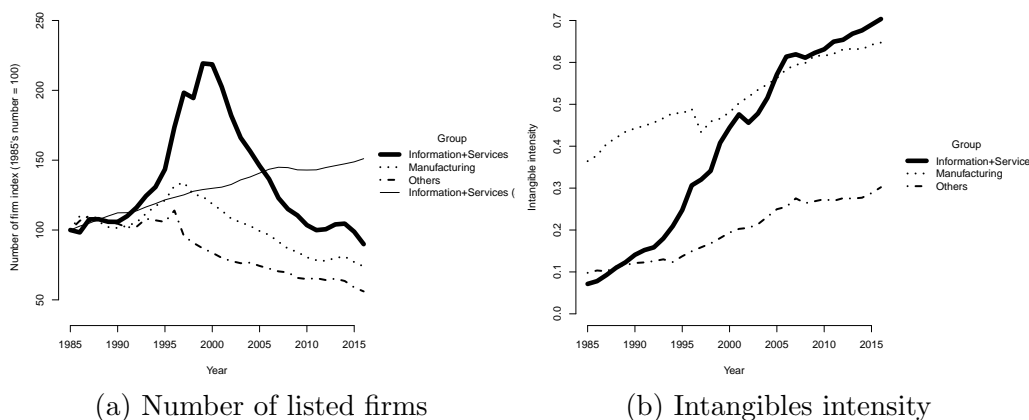 Number of firm index (1985's number = 100)
250
200
150
100
50
1985 1990 1995 2000 2005 2010 2015
Year
Group
Information+Services
Manufacturing
Others
Information+Services (
(a) Number of listed firms
Intangible intensity
0.7
0.6
0.5
0.4
0.3
0.2
0.1
0.0
1985 1990 1995 2000 2005 2010 2015
Year
Group
Information+Service
Manufacturing
Others
(b) Intangibles intensity